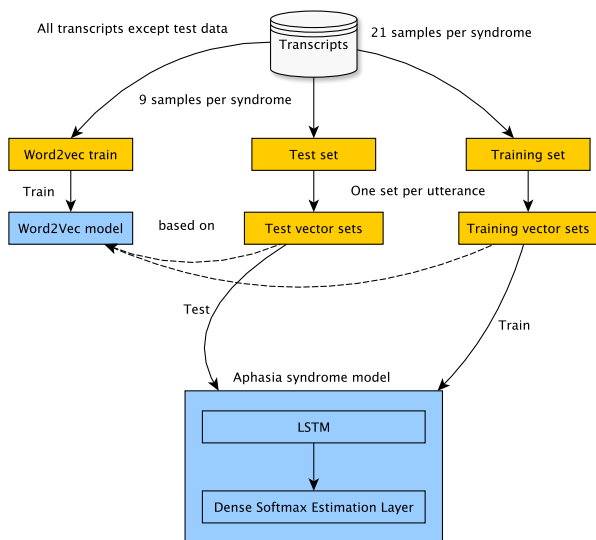 All transcripts except test data
21 samples per syndrome
Transcripts
9 samples per syndrome
Word2vec train
Test set
Training set
Train
One set per utterance
Word2Vec model
based on
Test vector sets
Training vector sets
Test
Train
Aphasia syndrome model
LSTM
Dense Softmax Estimation Layer